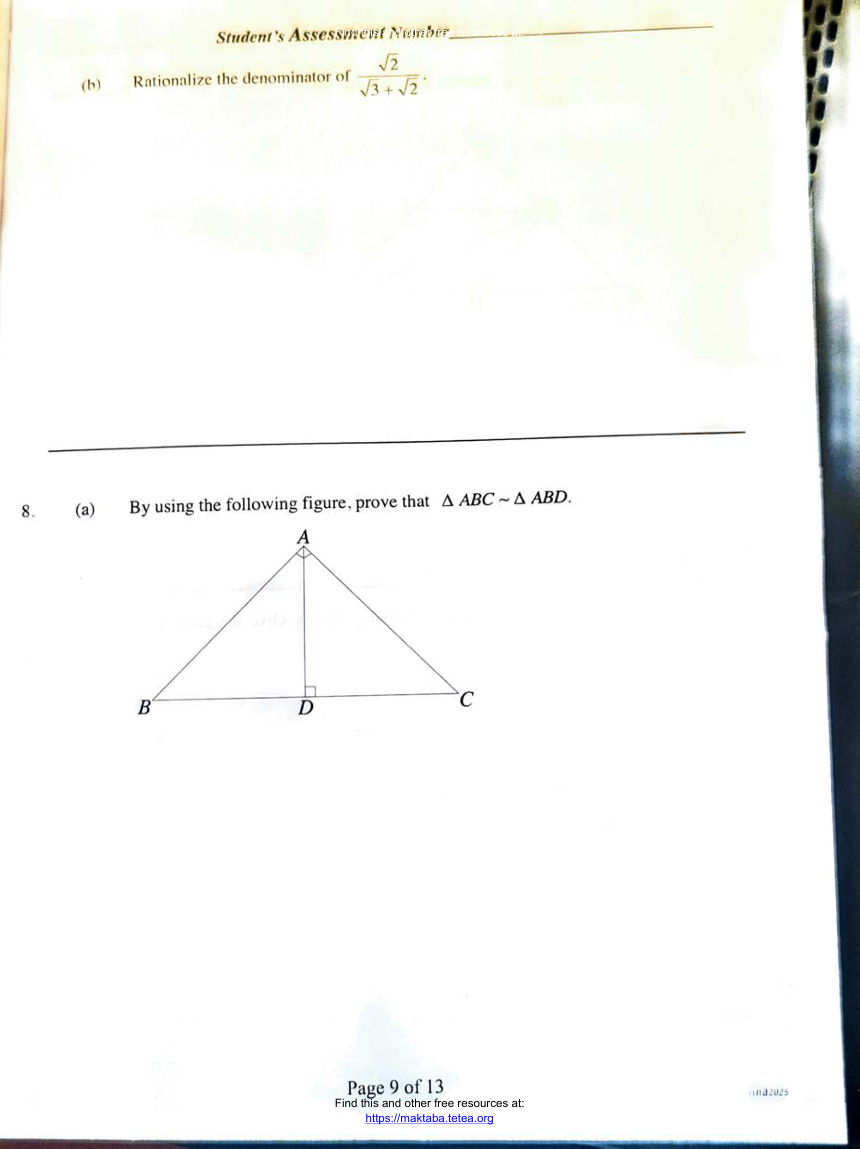 Student's Assessment Number
(b) Rationalize the denominator of √2 / (√3 + √2) .
8. (a) By using the following figure, prove that Δ ABC ~ Δ ABD.
A
B
D
C
Page 9 of 13
Find this and other free resources at:
https://maktaba.tetea.org